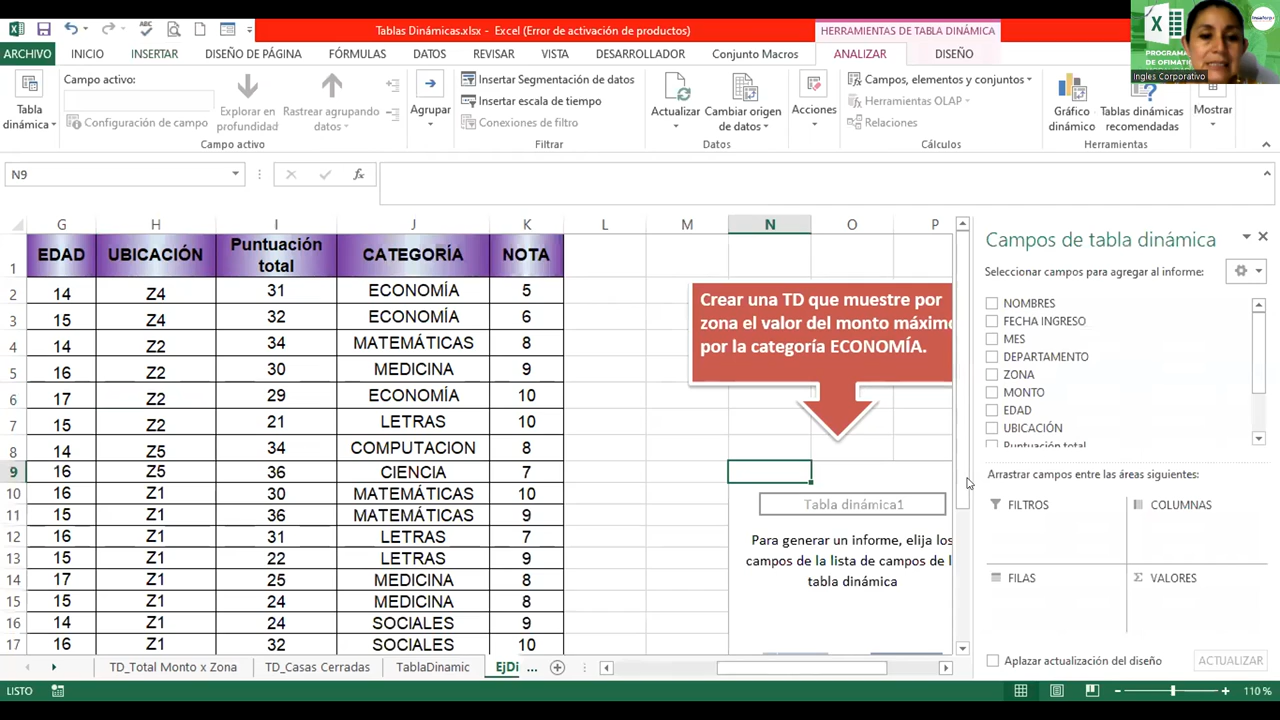 Tablas Dinámicas.xlsx - Excel (Error de activación de productos)
HERRAMIENTAS DE TABLA DINÁMICA
ARCHIVO INICIO INSERTAR DISEÑO DE PÁGINA FÓRMULAS DATOS REVISAR VISTA DESARROLLADOR Conjunto Macros ANALIZAR DISEÑO
PROGRAMA
DE OFIMATI
Ingles Corporativo
Tabla dinámica
Campo activo:
Configuración de campo
Explorar en profundidad
Rastrear agrupando datos
Campo activo
Agrupar
Insertar Segmentación de datos
Insertar escala de tiempo
Conexiones de filtro
Filtrar
Actualizar
Cambiar origen de datos
Datos
Acciones
Campos, elementos y conjuntos
Herramientas OLAP
Relaciones
Cálculos
Gráfico dinámico
Tablas dinámicas recomendadas
Herramientas
Mostrar
N9
fx
G H I J K L M N O P
1 EDAD UBICACIÓN Puntuación total CATEGORÍA NOTA
2 14 Z4 31 ECONOMÍA 5
3 15 Z4 32 ECONOMÍA 6
4 14 Z2 34 MATEMÁTICAS 8
5 16 Z2 30 MEDICINA 9
6 17 Z2 29 ECONOMÍA 10
7 15 Z2 21 LETRAS 10
8 14 Z5 34 COMPUTACION 8
9 16 Z5 36 CIENCIA 7
10 16 Z1 30 MATEMÁTICAS 10
11 15 Z1 36 MATEMÁTICAS 9
12 16 Z1 31 LETRAS 7
13 15 Z1 22 LETRAS 9
14 17 Z1 25 MEDICINA 8
15 15 Z1 24 MEDICINA 8
16 14 Z1 24 SOCIALES 9
17 16 Z1 32 SOCIALES 10
Crear una TD que muestre por
zona el valor del monto máximo
por la categoría ECONOMÍA.
Tabla dinámica1
Para generar un informe, elija los
campos de la lista de campos de l
tabla dinámica
Campos de tabla dinámica
Seleccionar campos para agregar al informe:
NOMBRES
FECHA INGRESO
MES
DEPARTAMENTO
ZONA
MONTO
EDAD
UBICACIÓN
Puntuación total
Arrastrar campos entre las áreas siguientes:
FILTROS
COLUMNAS
FILAS
Σ VALORES
Aplazar actualización del diseño
ACTUALIZAR
TD_Total Monto x Zona TD_Casas Cerradas TablaDinamic EjDi ...
LISTO
110 %